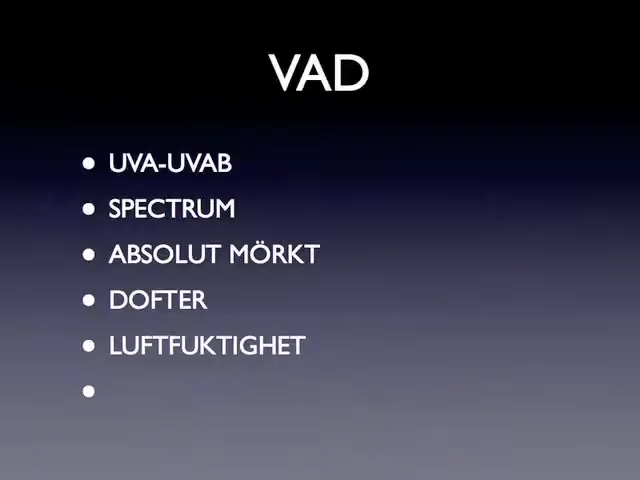 VAD
• UVA-UVAB
• SPECTRUM
• ABSOLUT MÖRKT
• DOFTER
• LUFTFUKTIGHET
•